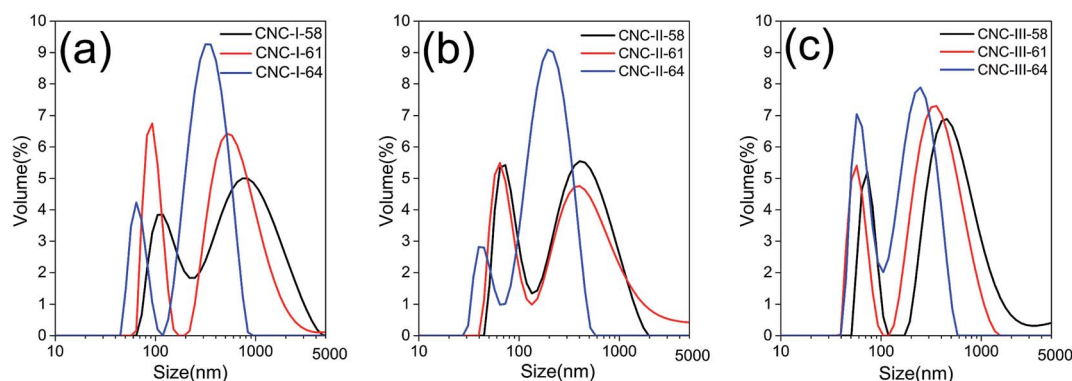 (a)
CNC-I-58
CNC-I-61
CNC-I-64
Volume(%)
10
9
8
7
6
5
4
3
2
1
0
10
100
1000
5000
Size(nm)
(b)
CNC-II-58
CNC-II-61
CNC-II-64
Volume(%)
10
9
8
7
6
5
4
3
2
1
0
10
100
1000
5000
Size(nm)
(c)
CNC-III-58
CNC-III-61
CNC-III-64
Volume(%)
10
9
8
7
6
5
4
3
2
1
0
10
100
1000
5000
Size(nm)